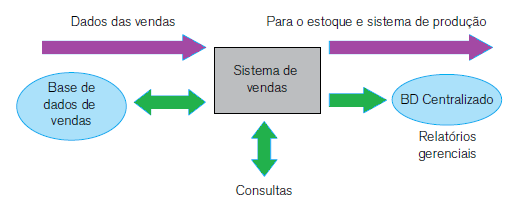 Dados das vendas
Para o estoque e sistema de produção
Base de
dados de
vendas
Sistema de
vendas
BD Centralizado
Relatórios
gerenciais
Consultas